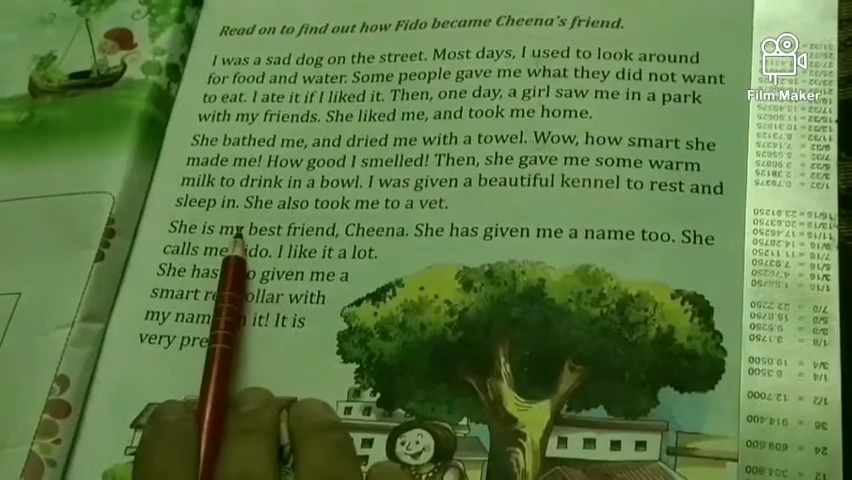 Read on to find out how Fido became Cheena's friend.
I was a sad dog on the street. Most days, I used to look around
for food and water. Some people gave me what they did not want
to eat. I ate it if I liked it. Then, one day, a girl saw me in a park
with my friends. She liked me, and took me home.
She bathed me, and dried me with a towel. Wow, how smart she
made me! How good I smelled! Then, she gave me some warm
milk to drink in a bowl. I was given a beautiful kennel to rest and
sleep in. She also took me to a vet.
She is my best friend, Cheena. She has given me a name too. She
calls me ido. I like it a lot.
She has o given me a
smart ollar with
my nam n it! It is
very pre
Film Maker